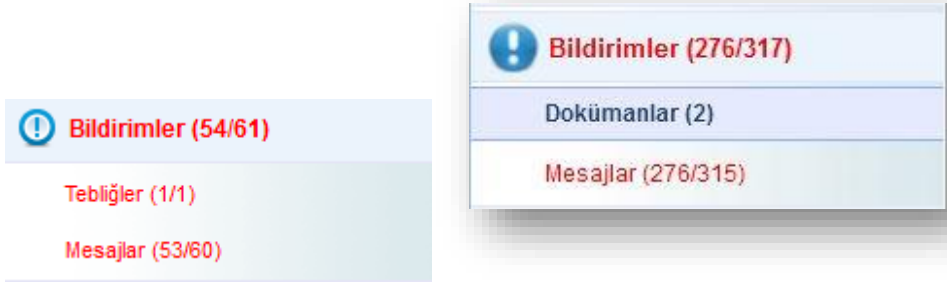 Bildirimler (54/61)
Tebliğler (1/1)
Mesajlar (53/60)
Bildirimler (276/317)
Dokümanlar (2)
Mesajlar (276/315)